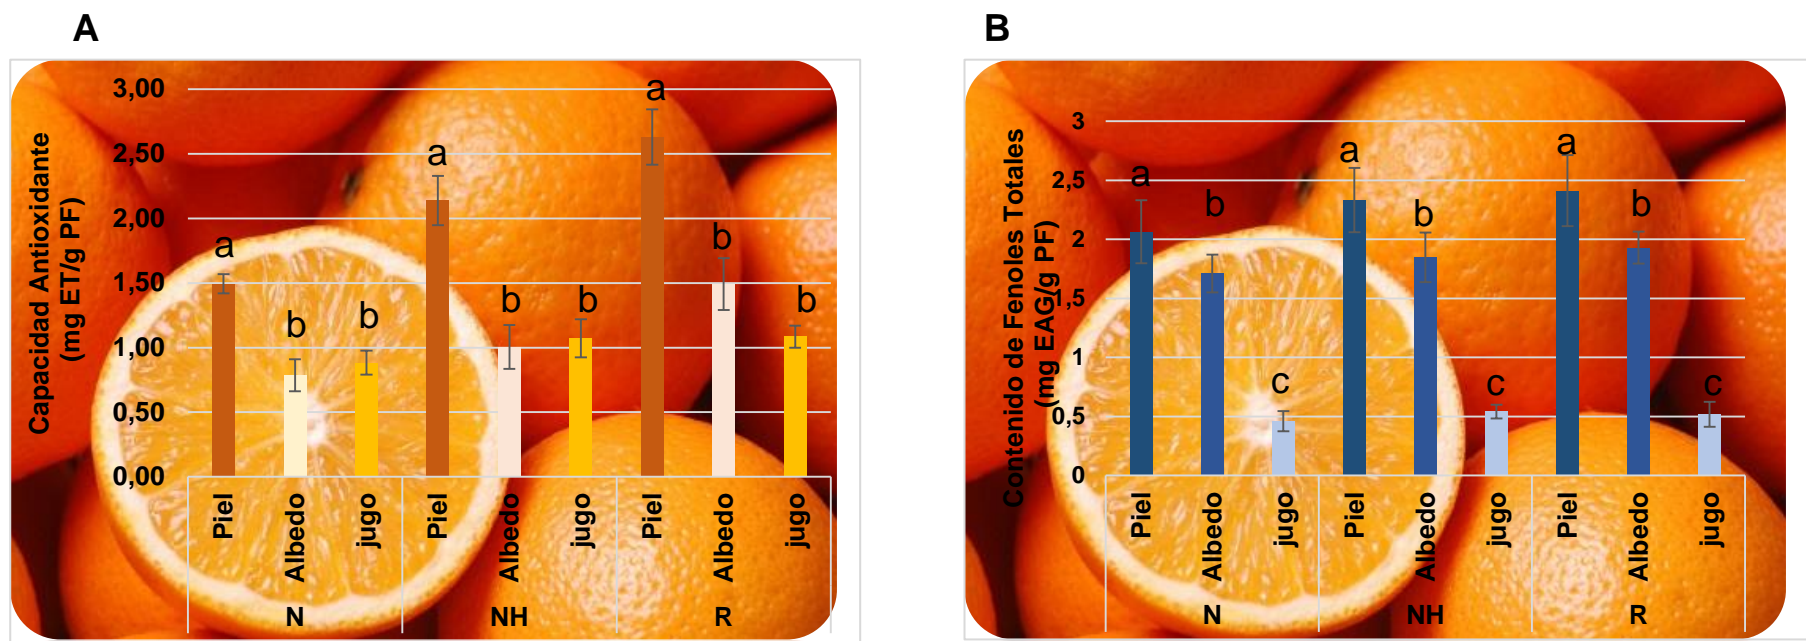 A
Capacidad Antioxidante
(mg ET/g PF)
3,00
2,50
2,00
1,50
1,00
0,50
0,00
a
b
b
a
b
b
a
b
b
Piel
Albedo
jugo
Piel
Albedo
jugo
Piel
Albedo
jugo
N
NH
R
B
Contenido de Fenoles Totales
(mg EAG/g PF)
3
2,5
2
1,5
1
0,5
0
a
b
c
a
b
c
a
b
c
Piel
Albedo
jugo
Piel
Albedo
jugo
Piel
Albedo
jugo
N
NH
R